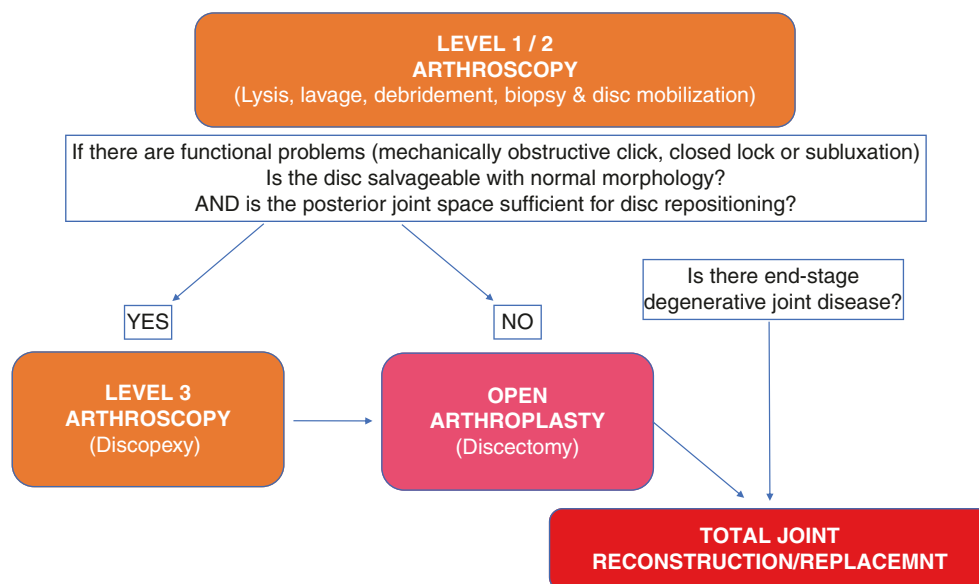 LEVEL 1 / 2
ARTHROSCOPY
(Lysis, lavage, debridement, biopsy & disc mobilization)
If there are functional problems (mechanically obstructive click, closed lock or subluxation)
Is the disc salvageable with normal morphology?
AND is the posterior joint space sufficient for disc repositioning?
Is there end-stage
degenerative joint disease?
YES
NO
LEVEL 3
ARTHROSCOPY
(Discopexy)
OPEN
ARTHROPLASTY
(Discectomy)
TOTAL JOINT
RECONSTRUCTION/REPLACEMNT